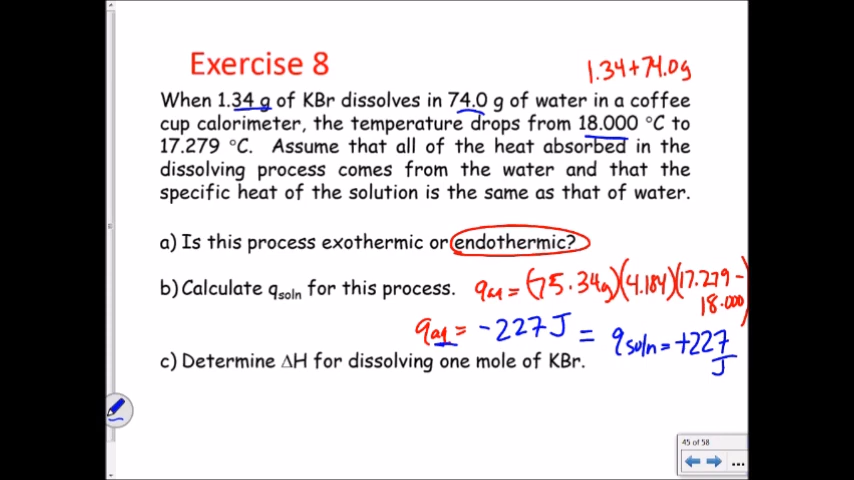 Exercise 8
1.34+74.0g
When 1.34 g of KBr dissolves in 74.0 g of water in a coffee
cup calorimeter, the temperature drops from 18.000 °C to
17.279 °C. Assume that all of the heat absorbed in the
dissolving process comes from the water and that the
specific heat of the solution is the same as that of water.
a) Is this process exothermic or endothermic?
b) Calculate qsoln for this process. qaq = (75.34g)(4.184)(17.279 -
18.000)
qaq = -227 J = qsoln = +227
J
c) Determine ΔH for dissolving one mole of KBr.
45 of 58
...